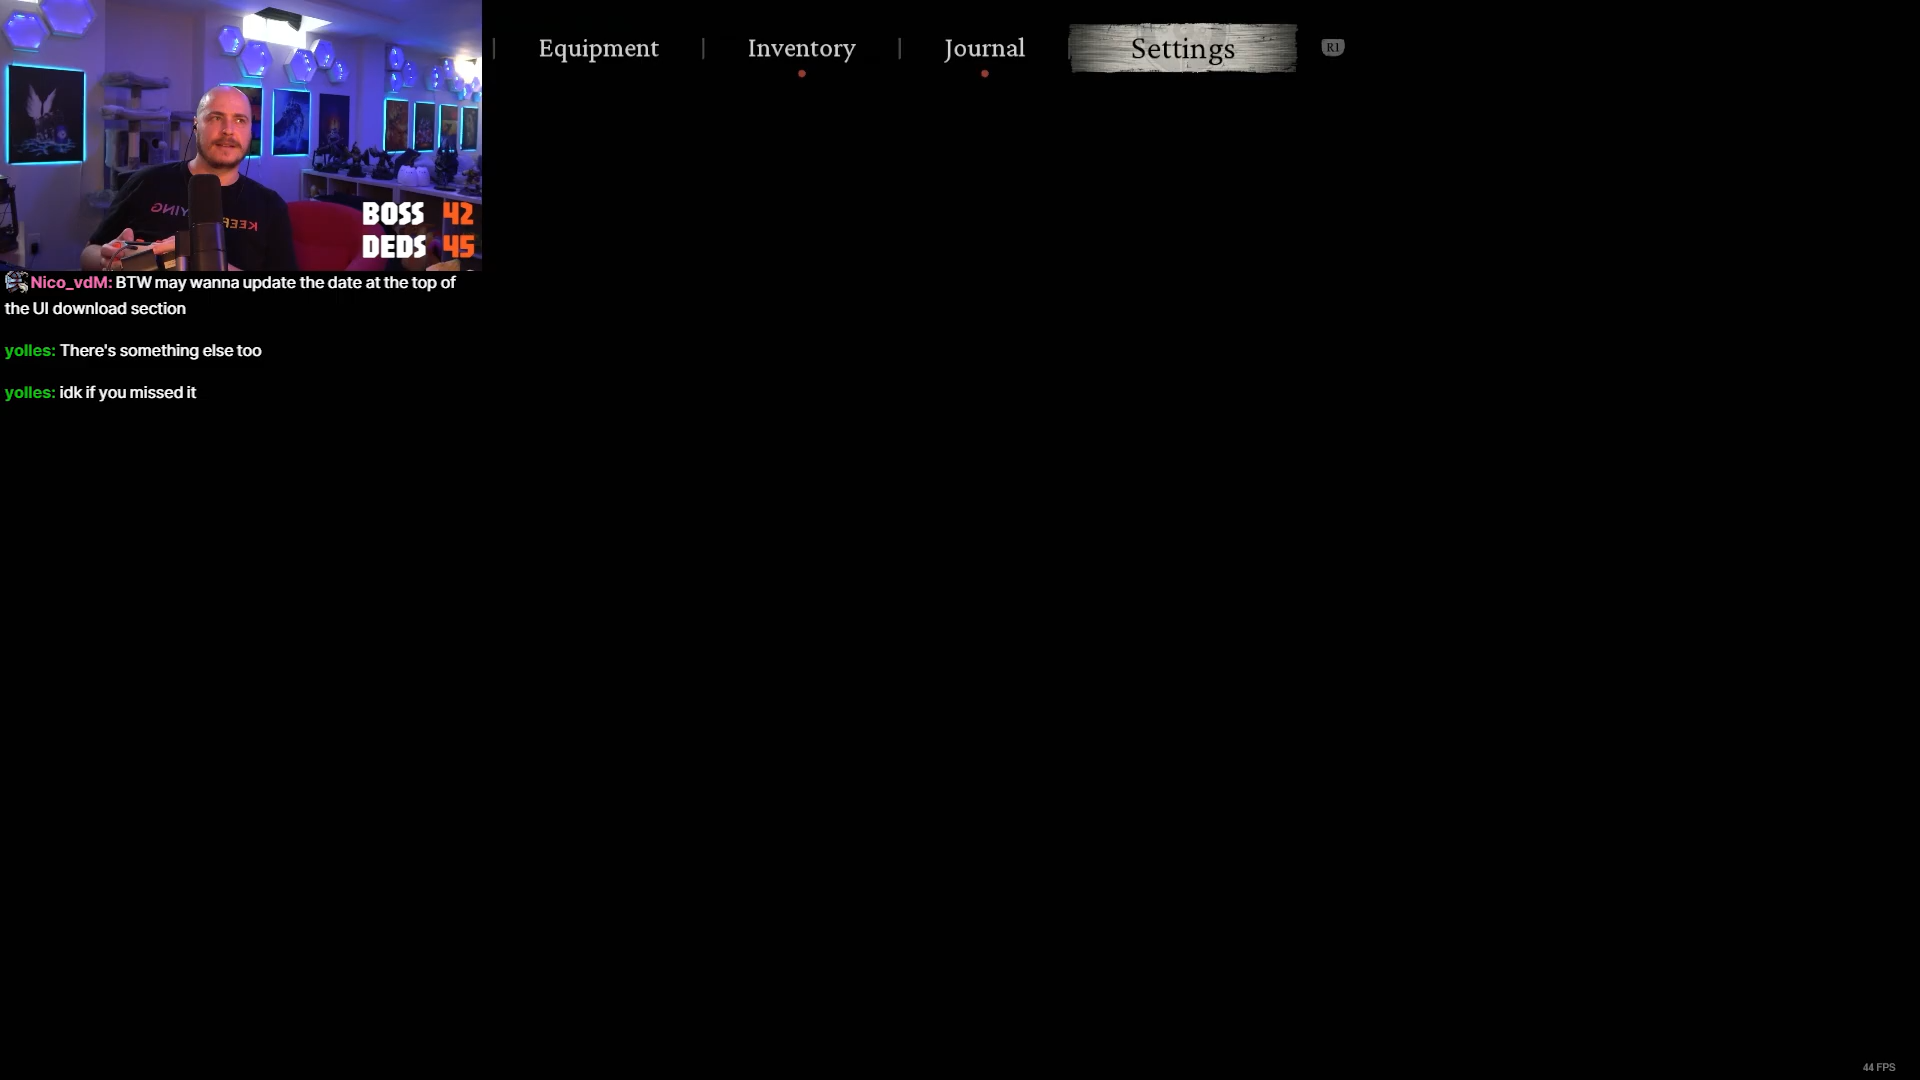 Equipment
Inventory
Journal
Settings
R1
BOSS 42
DEDS 45
Nico_vdM: BTW may wanna update the date at the top of
the UI download section
yolles: There's something else too
yolles: idk if you missed it
44 FPS